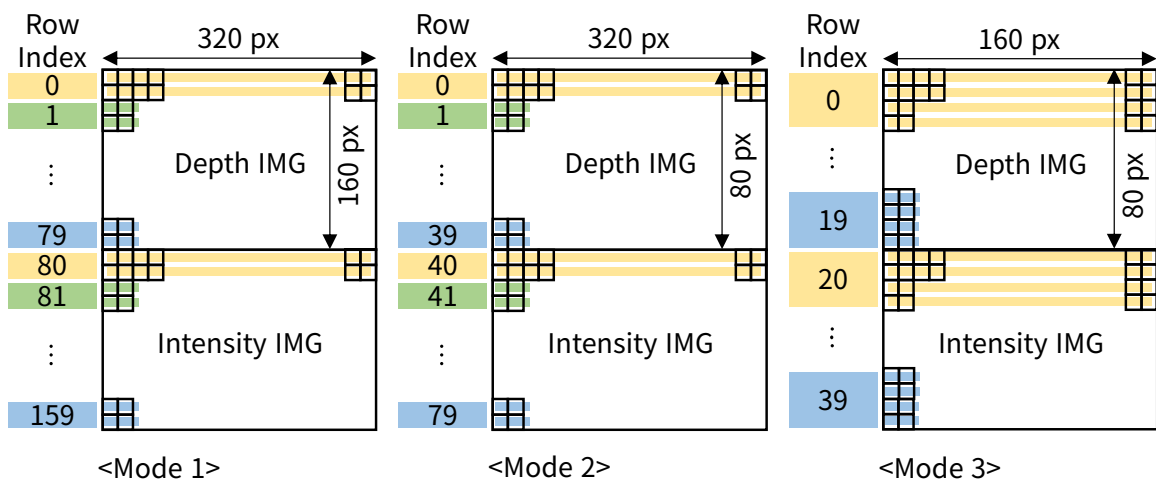 Row
Index
320 px
0
1
⋮
79
80
81
⋮
159
Depth IMG
160 px
Intensity IMG
<Mode 1>
Row
Index
320 px
0
1
⋮
39
40
41
⋮
79
Depth IMG
80 px
Intensity IMG
<Mode 2>
Row
Index
160 px
0
⋮
19
20
⋮
39
Depth IMG
80 px
Intensity IMG
<Mode 3>